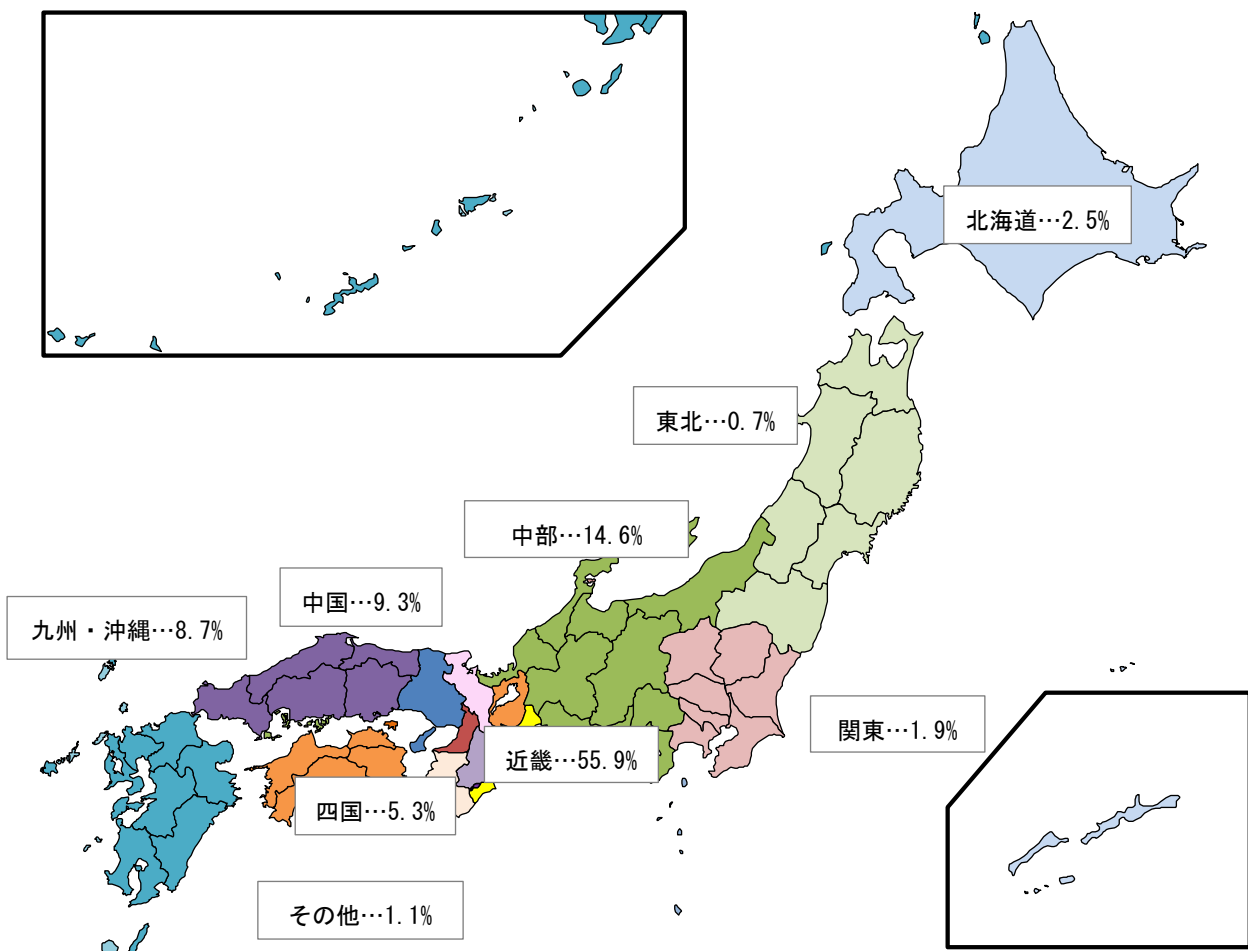 北海道…2.5%
東北…0.7%
中部…14.6%
中国…9.3%
九州・沖縄…8.7%
関東…1.9%
近畿…55.9%
四国…5.3%
その他…1.1%